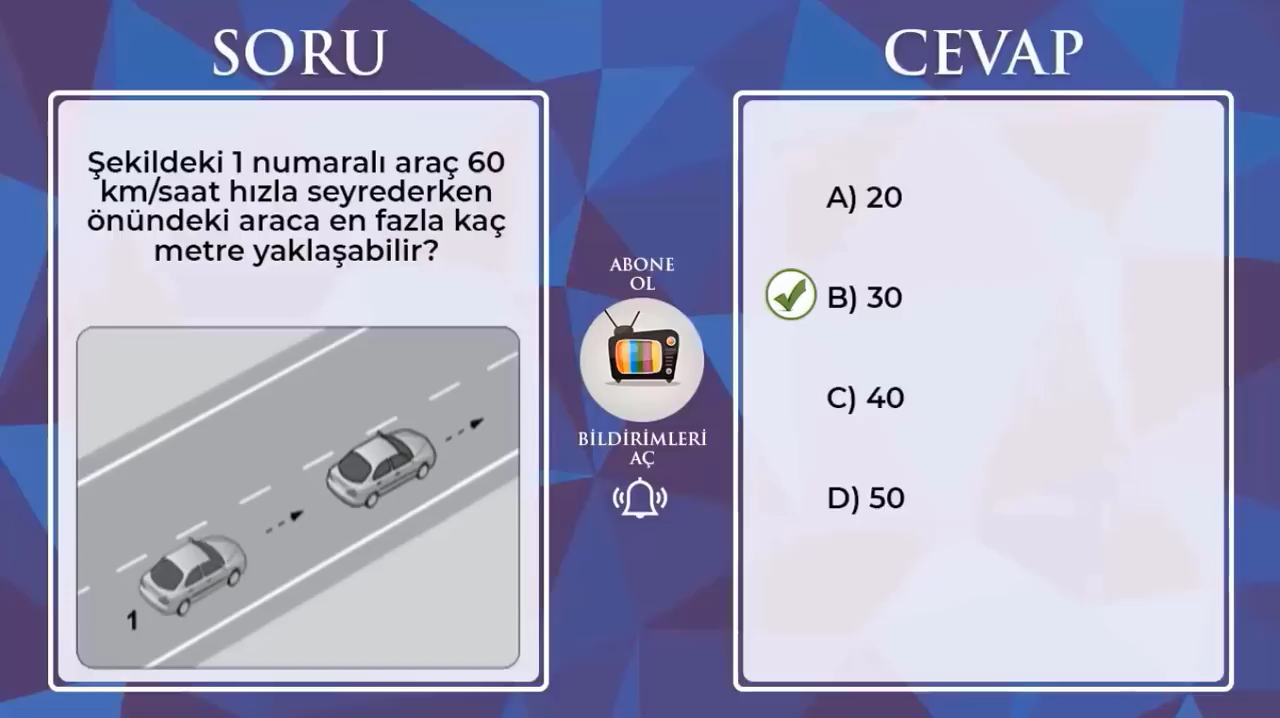 SORU
Şekildeki 1 numaralı araç 60
km/saat hızla seyrederken
önündeki araca en fazla kaç
metre yaklaşabilir?
1
ABONE
OL
BİLDİRİMLERİ
AÇ
CEVAP
A) 20
B) 30
C) 40
D) 50